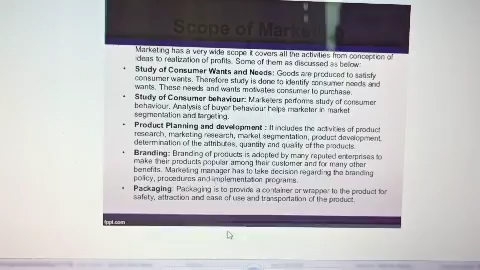 Scope of Marketing
Marketing has a very wide scope it covers all the activities from conception of
ideas to realization of profits. Some of them as discussed as below:
• Study of Consumer Wants and Needs: Goods are produced to satisfy
consumer wants. Therefore study is done to identify consumer needs and
wants. These needs and wants motivates consumer to purchase.
• Study of Consumer behaviour: Marketers performs study of consumer
behaviour. Analysis of buyer behaviour helps marketer in market
segmentation and targeting.
• Product Planning and development : It includes the activities of product
research, marketing research, market segmentation, product development,
determination of the attributes, quantity and quality of the products.
• Branding: Branding of products is adopted by many reputed enterprises to
make their products popular among their customer and for many other
benefits. Marketing manager has to take decision regarding the branding
policy, procedures and implementation programs.
• Packaging: Packaging is to provide a container or wrapper to the product for
safety, attraction and ease of use and transportation of the product.
fppt.com